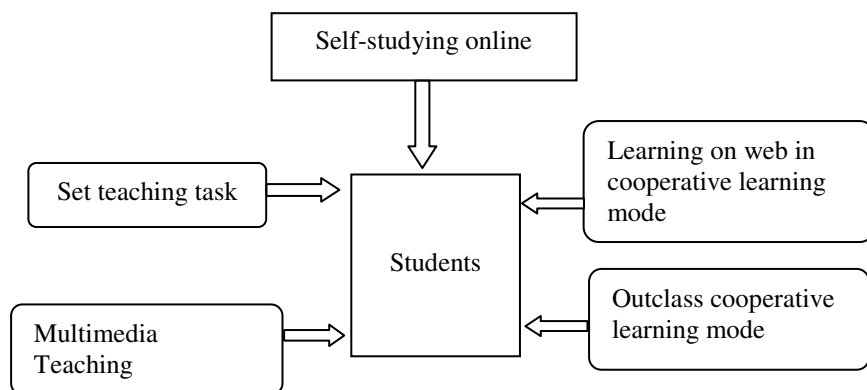 Self-studying online
Set teaching task
Learning on web in
cooperative learning
mode
Students
Multimedia
Teaching
Outclass cooperative
learning mode